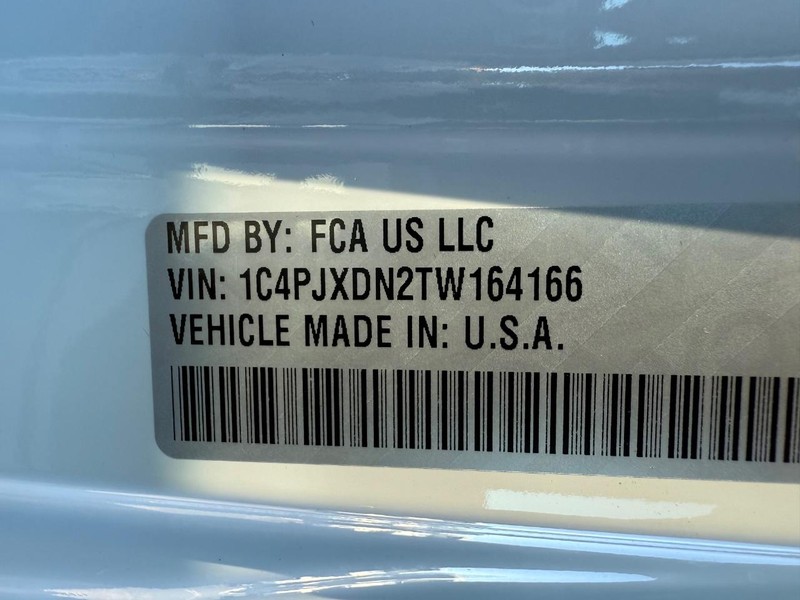 MFD BY: FCA US LLC
VIN: 1C4PJXDN2TW164166
VEHICLE MADE IN: U.S.A.